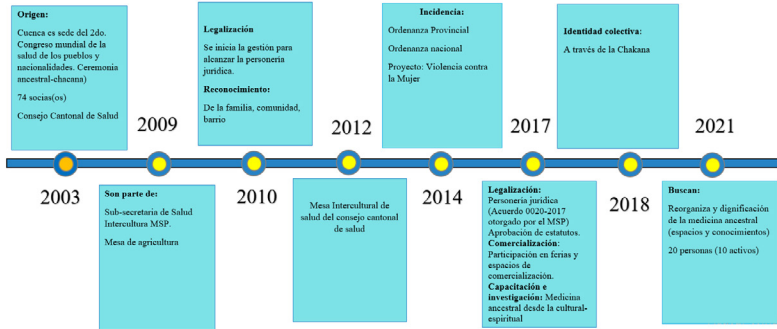 Origen:
Cuenca es sede del 2do.
Congreso mundial de la
salud de los pueblos y
nacionalidades. Ceremonia
ancestral-chacana)
74 socias(os)
Consejo Cantonal de Salud
2003
2009
Son parte de:
Sub-secretaria de Salud
Intercultura MSP.
Mesa de agricultura
Legalización
Se inicia la gestión para
alcanzar la personería
jurídica.
Reconocimiento:
De la familia, comunidad,
barrio
2010
2012
Mesa Intercultural de
salud del consejo cantonal
de salud
Incidencia:
Ordenanza Provincial
Ordenanza nacional
Proyecto: Violencia contra
la Mujer
2014
2017
Legalización:
Personería jurídica
(Acuerdo 0020-2017
otorgado por el MSP)
Aprobación de estatutos.
Comercialización:
Participación en ferias y
espacios de
comercialización.
Capacitación e
investigación: Medicina
ancestral desde la cultural-
espiritual
Identidad colectiva:
A través de la Chakana
2018
2021
Buscan:
Reorganiza y dignificación
de la medicina ancestral
(espacios y conocimientos)
20 personas (10 activos)